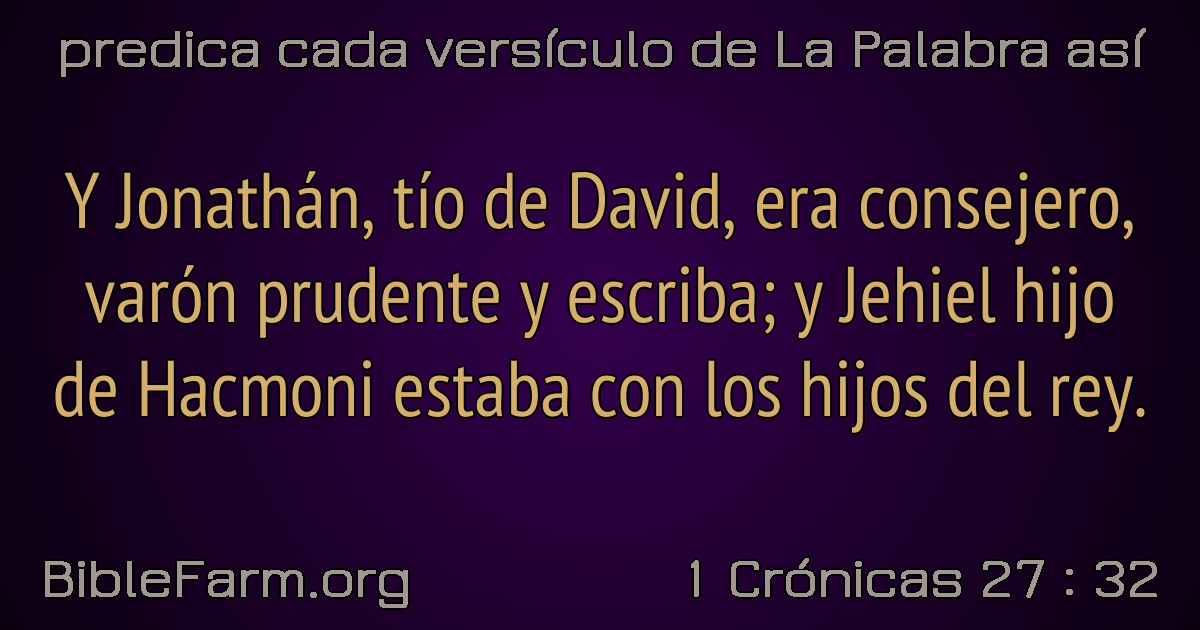 predica cada versículo de La Palabra así
Y Jonathán, tío de David, era consejero,
varón prudente y escriba; y Jehiel hijo
de Hacmoni estaba con los hijos del rey.
BibleFarm.org
1 Crónicas 27 : 32